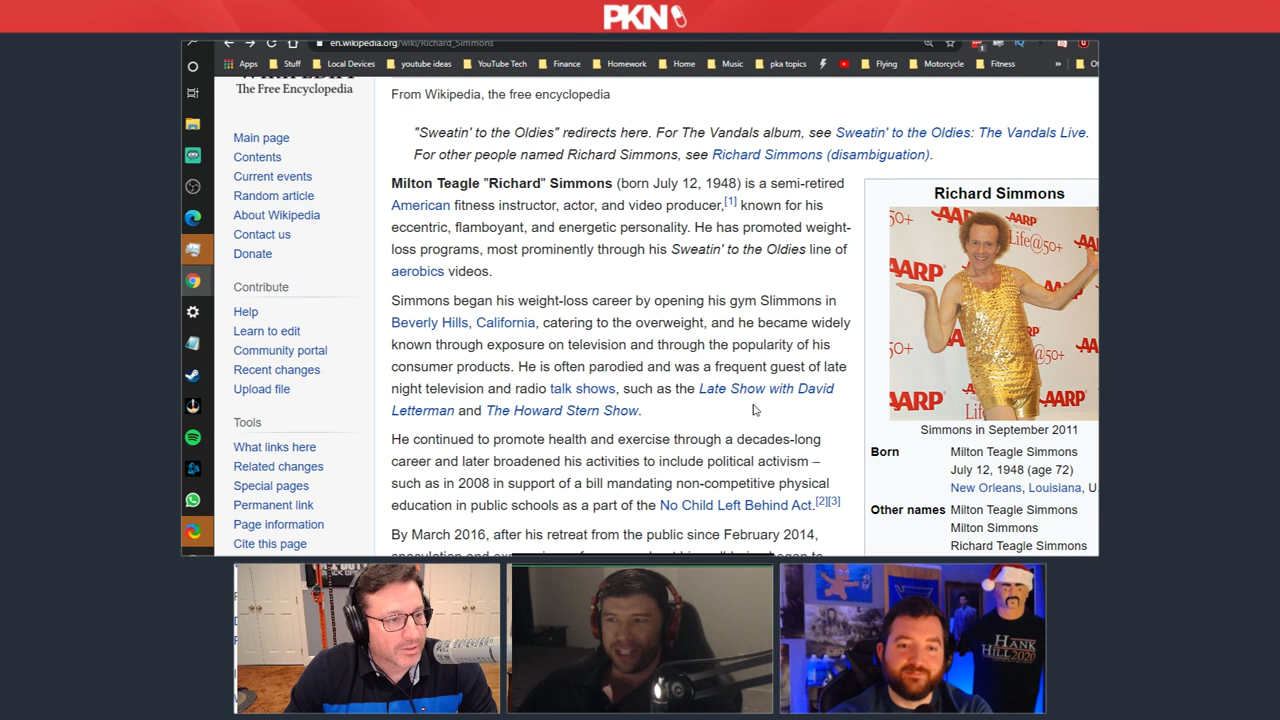 PKN
en.wikipedia.org/wiki/Richard_Simmons
Apps Stuff Local Devices youtube ideas YouTube Tech Finance Homework Home Music pka topics Flying Motorcycle Fitness »
The Free Encyclopedia
Main page
Contents
Current events
Random article
About Wikipedia
Contact us
Donate
Contribute
Help
Learn to edit
Community portal
Recent changes
Upload file
Tools
What links here
Related changes
Special pages
Permanent link
Page information
Cite this page
From Wikipedia, the free encyclopedia
"Sweatin' to the Oldies" redirects here. For The Vandals album, see Sweatin' to the Oldies: The Vandals Live.
For other people named Richard Simmons, see Richard Simmons (disambiguation).
Milton Teagle "Richard" Simmons (born July 12, 1948) is a semi-retired
American fitness instructor, actor, and video producer,[1] known for his
eccentric, flamboyant, and energetic personality. He has promoted weight-
loss programs, most prominently through his Sweatin' to the Oldies line of
aerobics videos.
Simmons began his weight-loss career by opening his gym Slimmons in
Beverly Hills, California, catering to the overweight, and he became widely
known through exposure on television and through the popularity of his
consumer products. He is often parodied and was a frequent guest of late
night television and radio talk shows, such as the Late Show with David
Letterman and The Howard Stern Show.
He continued to promote health and exercise through a decades-long
career and later broadened his activities to include political activism –
such as in 2008 in support of a bill mandating non-competitive physical
education in public schools as a part of the No Child Left Behind Act.[2][3]
By March 2016, after his retreat from the public since February 2014,
Richard Simmons
50+ AARP
Life@50+
AARP
AARP
50+
AARP
Simmons in September 2011
Born Milton Teagle Simmons
July 12, 1948 (age 72)
New Orleans, Louisiana, U.
Other names Milton Teagle Simmons
Milton Simmons
Richard Teagle Simmons
HANK
HILL 2020